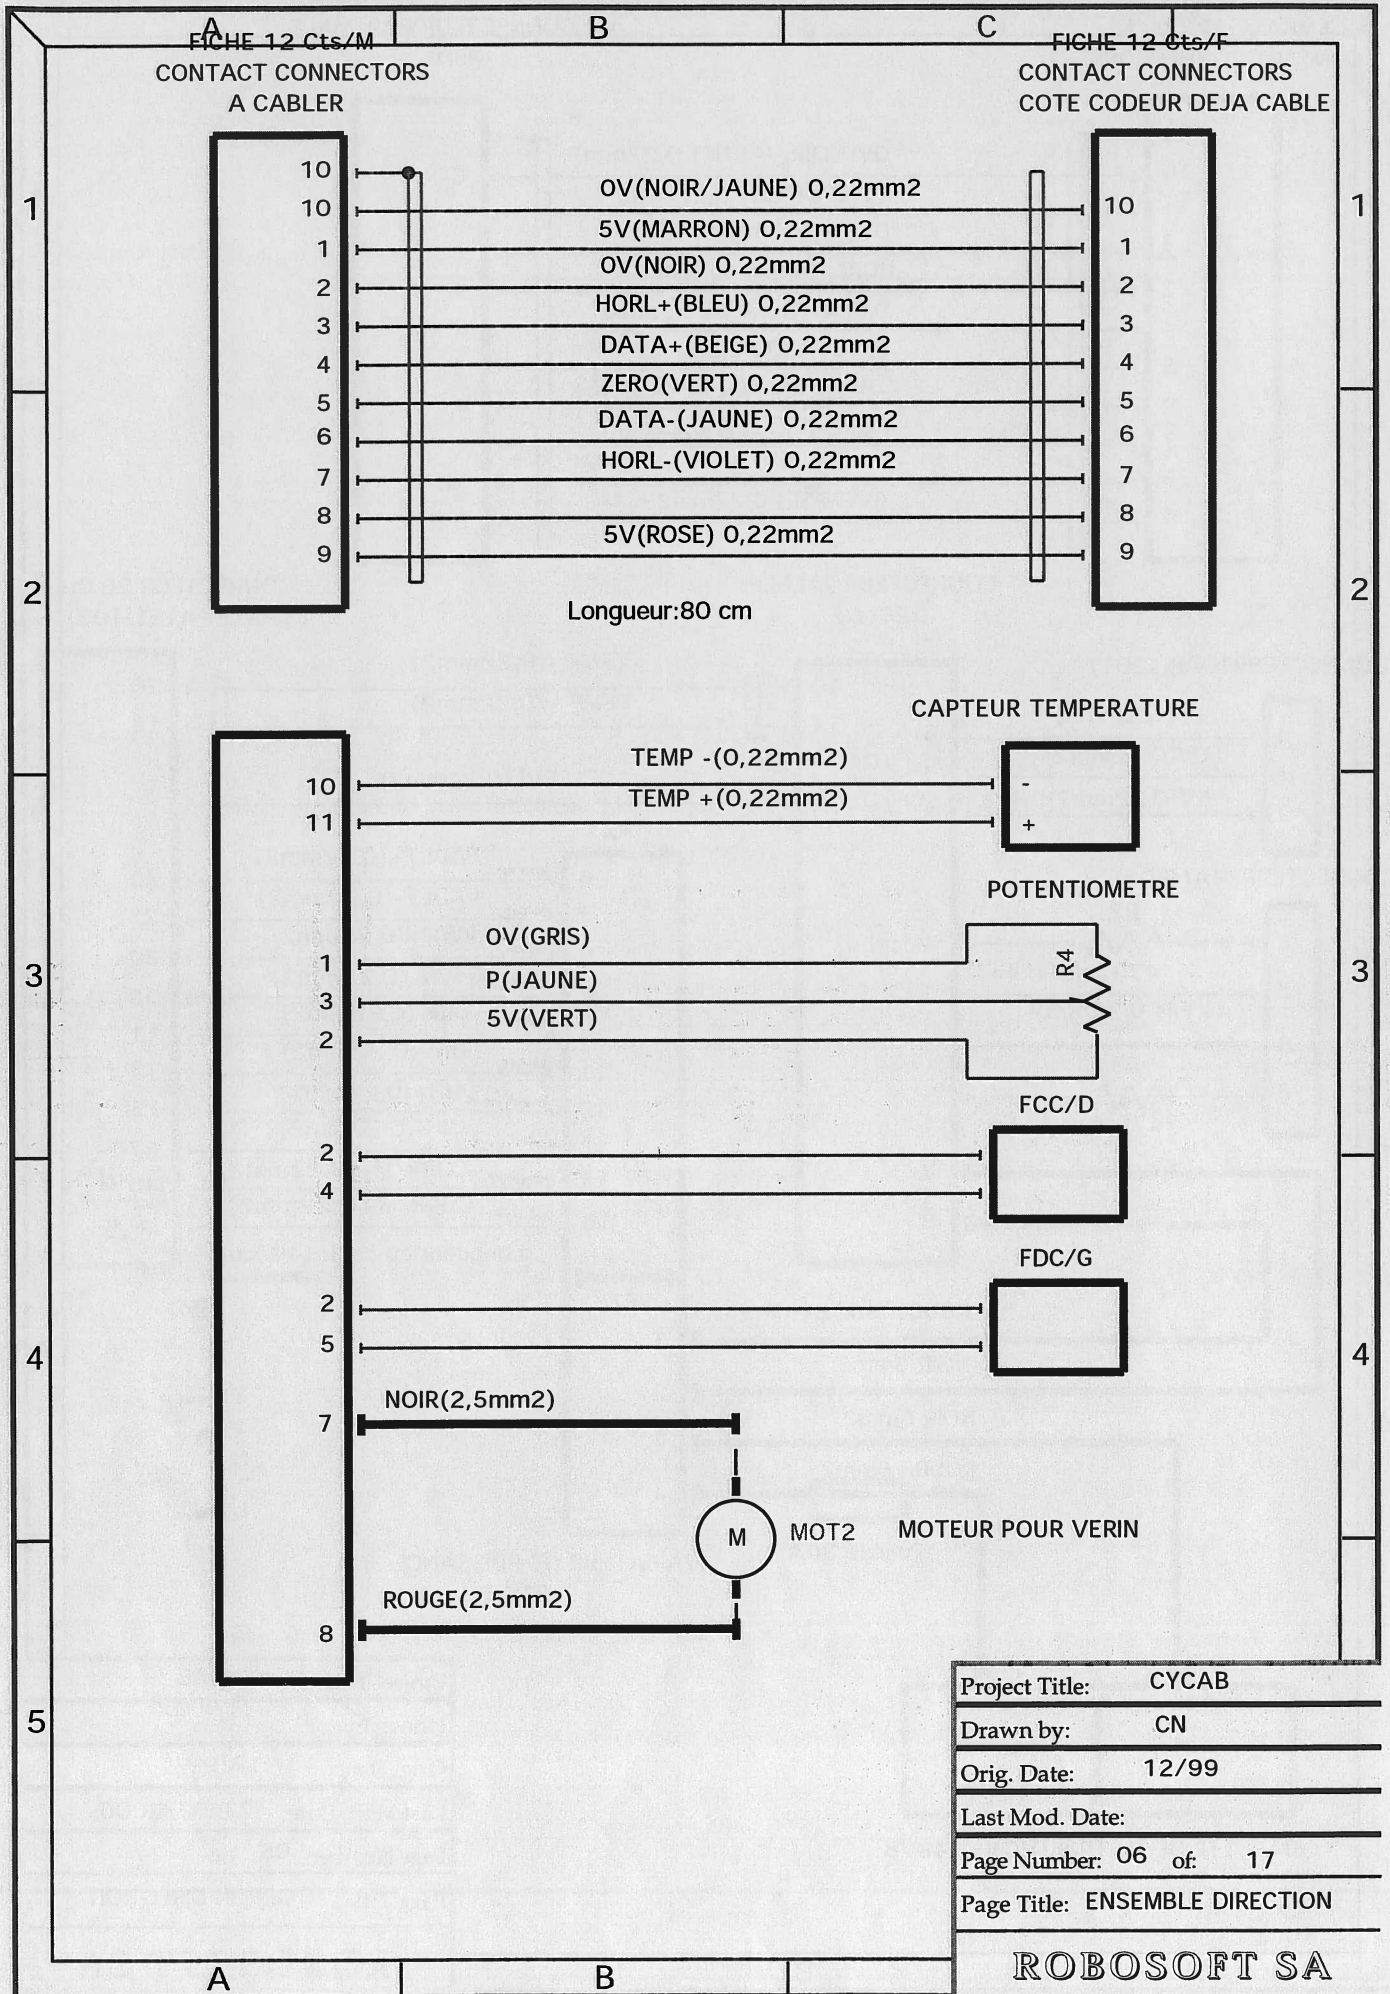 A B C
FICHE 12 Cts/M
CONTACT CONNECTORS
A CABLER
FICHE 12 Cts/F
CONTACT CONNECTORS
COTE CODEUR DEJA CABLE
1 1
10
10 0V(NOIR/JAUNE) 0,22mm2 10
1 5V(MARRON) 0,22mm2 1
2 0V(NOIR) 0,22mm2 2
3 HORL+(BLEU) 0,22mm2 3
4 DATA+(BEIGE) 0,22mm2 4
5 ZERO(VERT) 0,22mm2 5
6 DATA-(JAUNE) 0,22mm2 6
7 HORL-(VIOLET) 0,22mm2 7
8 8
9 5V(ROSE) 0,22mm2 9
2 2
Longueur:80 cm
CAPTEUR TEMPERATURE
10 TEMP -(0,22mm2) -
11 TEMP +(0,22mm2) +
POTENTIOMETRE
3 3
1 0V(GRIS)
R4
3 P(JAUNE)
2 5V(VERT)
FCC/D
2
4
FDC/G
2
5
4 4
7 NOIR(2,5mm2)
M MOT2 MOTEUR POUR VERIN
8 ROUGE(2,5mm2)
5
Project Title: CYCAB
Drawn by: CN
Orig. Date: 12/99
Last Mod. Date:
Page Number: 06 of: 17
Page Title: ENSEMBLE DIRECTION
ROBOSOFT SA
A B